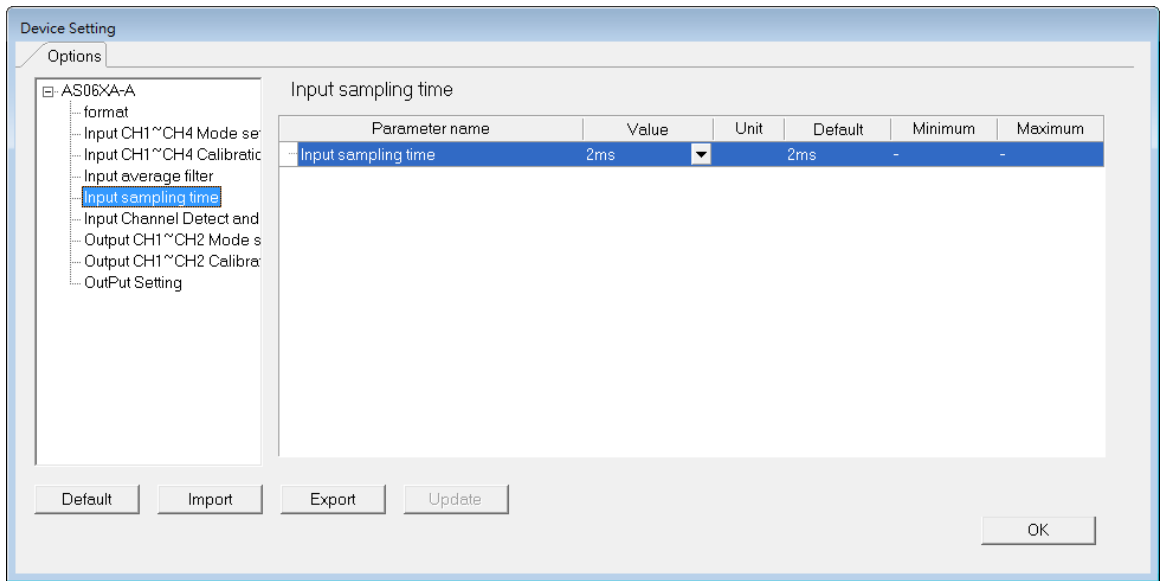 Device Setting
Options
AS06XA-A
format
Input CH1~CH4 Mode set
Input CH1~CH4 Calibratic
Input average filter
Input sampling time
Input Channel Detect and
Output CH1~CH2 Mode s
Output CH1~CH2 Calibra
OutPut Setting
Input sampling time
Parameter name Value Unit Default Minimum Maximum
Input sampling time 2ms 2ms - -
Default Import Export Update
OK